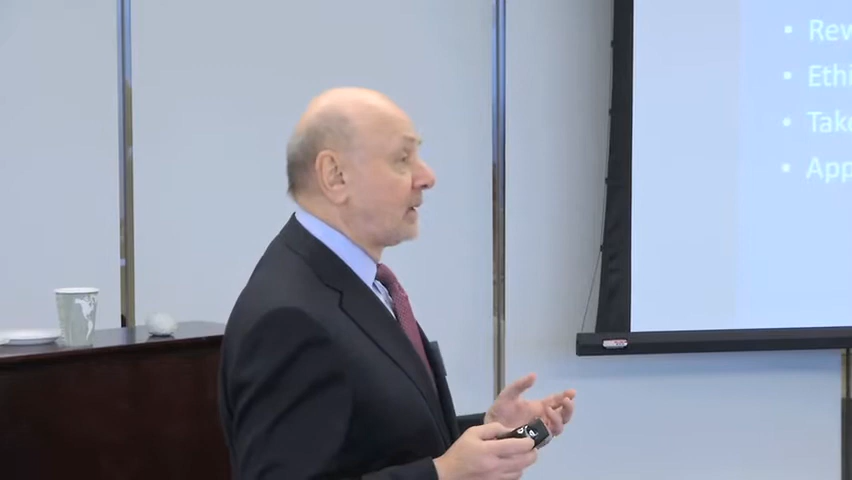 • Rev
• Ethi
• Take
• App